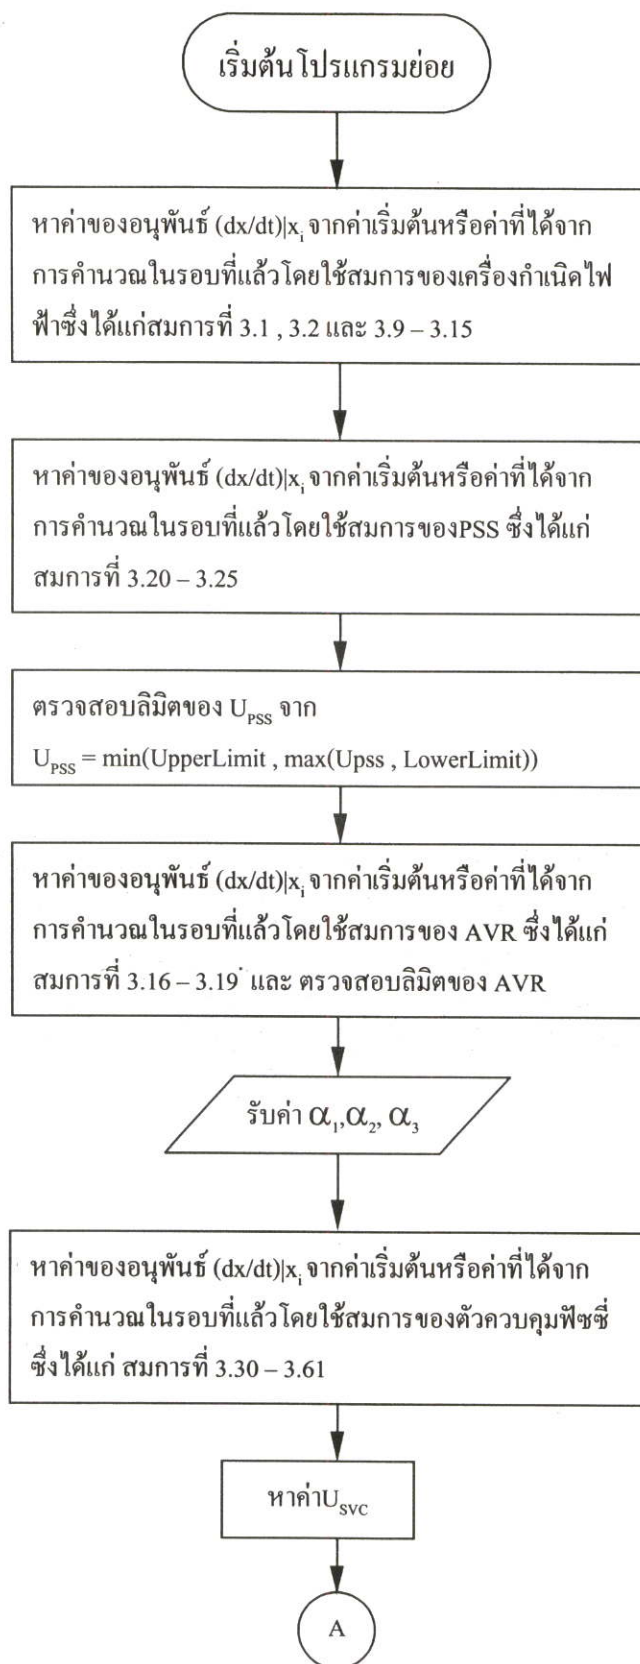 เริ่มต้นโปรแกรมย่อย
หาค่าของอนุพันธ์ (dx/dt)|xᵢ จากค่าเริ่มต้นหรือค่าที่ได้จาก
การคำนวณในรอบที่แล้วโดยใช้สมการของเครื่องกำเนิดไฟ
ฟ้าซึ่งได้แก่สมการที่ 3.1 , 3.2 และ 3.9 – 3.15
หาค่าของอนุพันธ์ (dx/dt)|xᵢ จากค่าเริ่มต้นหรือค่าที่ได้จาก
การคำนวณในรอบที่แล้วโดยใช้สมการของPSS ซึ่งได้แก่
สมการที่ 3.20 – 3.25
ตรวจสอบลิมิตของ U_PSS จาก
U_PSS = min(UpperLimit , max(Upss , LowerLimit))
หาค่าของอนุพันธ์ (dx/dt)|xᵢ จากค่าเริ่มต้นหรือค่าที่ได้จาก
การคำนวณในรอบที่แล้วโดยใช้สมการของ AVR ซึ่งได้แก่
สมการที่ 3.16 – 3.19 และ ตรวจสอบลิมิตของ AVR
รับค่า α₁,α₂, α₃
หาค่าของอนุพันธ์ (dx/dt)|xᵢ จากค่าเริ่มต้นหรือค่าที่ได้จาก
การคำนวณในรอบที่แล้วโดยใช้สมการของตัวควบคุมฟัซซี่
ซึ่งได้แก่ สมการที่ 3.30 – 3.61
หาค่าU_SVC
A